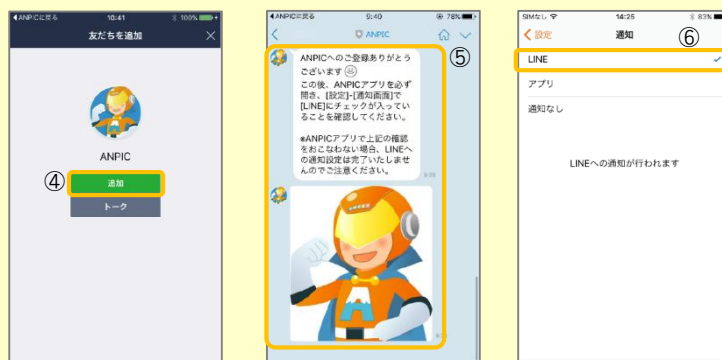 ANPICに戻る 10:41 100%
友だちを追加
ANPIC
④
追加
トーク
ANPICに戻る 9:40 78%
ANPIC
⑤
ANPICへのご登録ありがとう
ございます
この後、ANPICアプリを必ず
開き、[設定]-[通知画面]で
[LINE]にチェックが入ってい
ることを確認してください。
※ANPICアプリで上記の確認
をおこなわない場合、LINEへ
の通知設定は完了いたしませ
んのでご注意ください。
SIMなし 14:25 83%
設定 通知
⑥
LINE
アプリ
通知なし
LINEへの通知が行われます